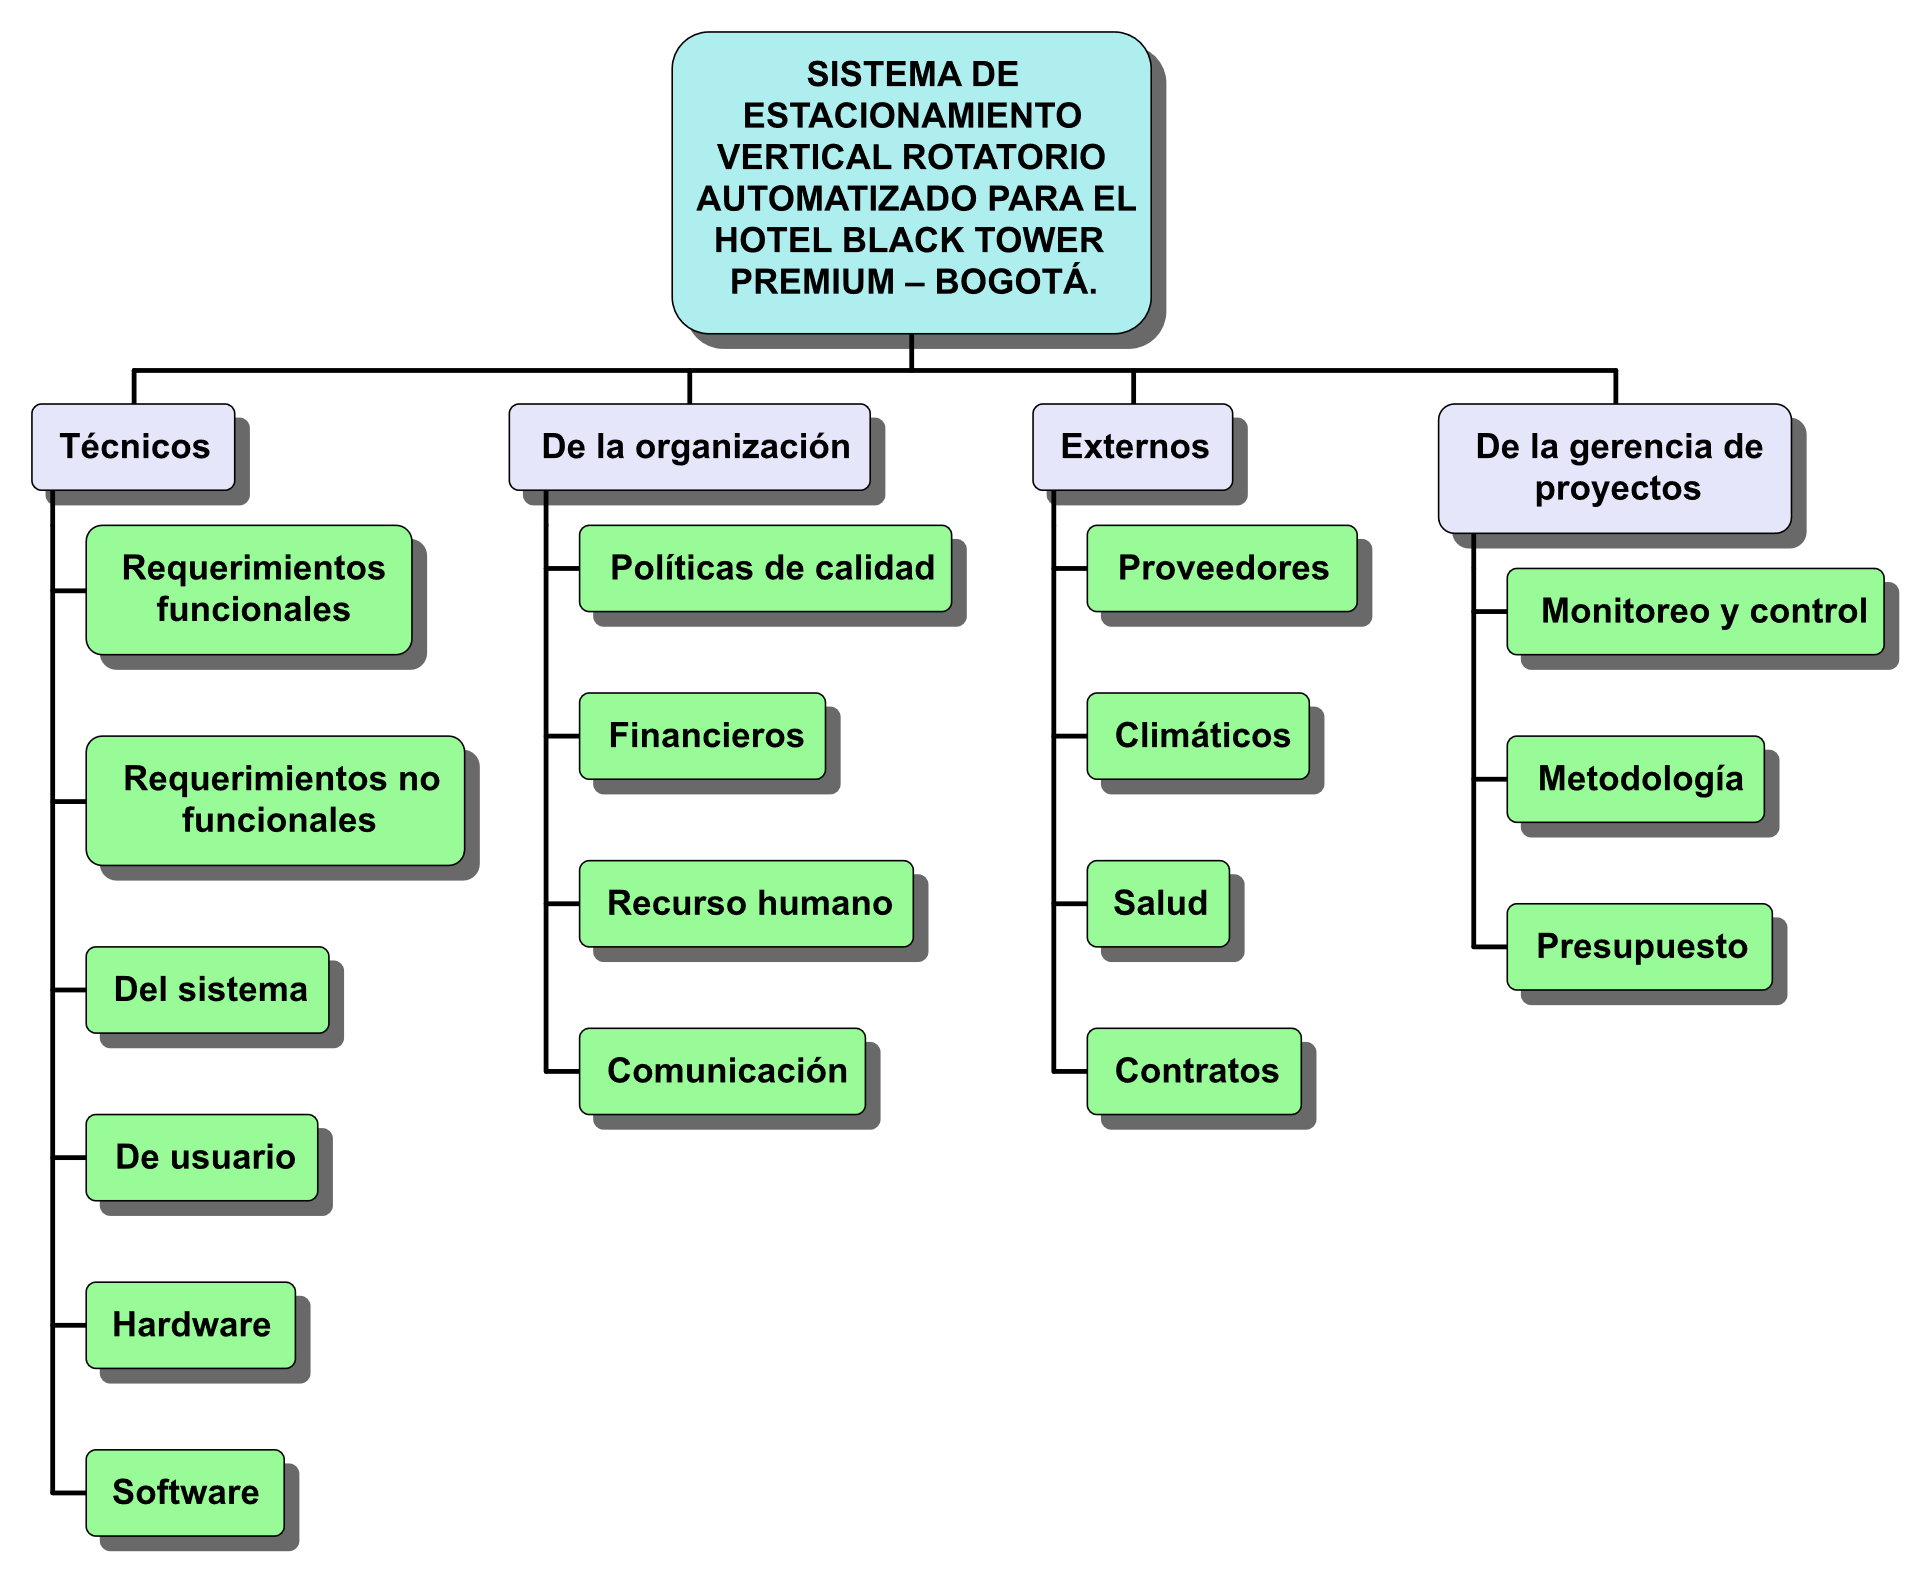 SISTEMA DE
ESTACIONAMIENTO
VERTICAL ROTATORIO
AUTOMATIZADO PARA EL
HOTEL BLACK TOWER
PREMIUM – BOGOTÁ.
Técnicos
Requerimientos
funcionales
Requerimientos no
funcionales
Del sistema
De usuario
Hardware
Software
De la organización
Políticas de calidad
Financieros
Recurso humano
Comunicación
Externos
Proveedores
Climáticos
Salud
Contratos
De la gerencia de
proyectos
Monitoreo y control
Metodología
Presupuesto